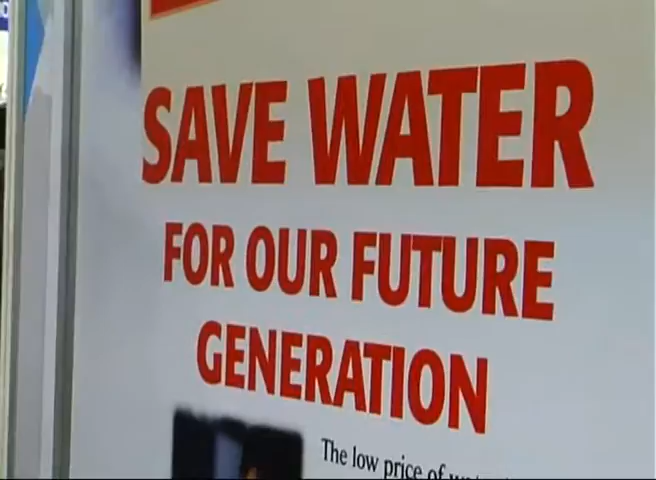 SAVE WATER
FOR OUR FUTURE
GENERATION
The low price of